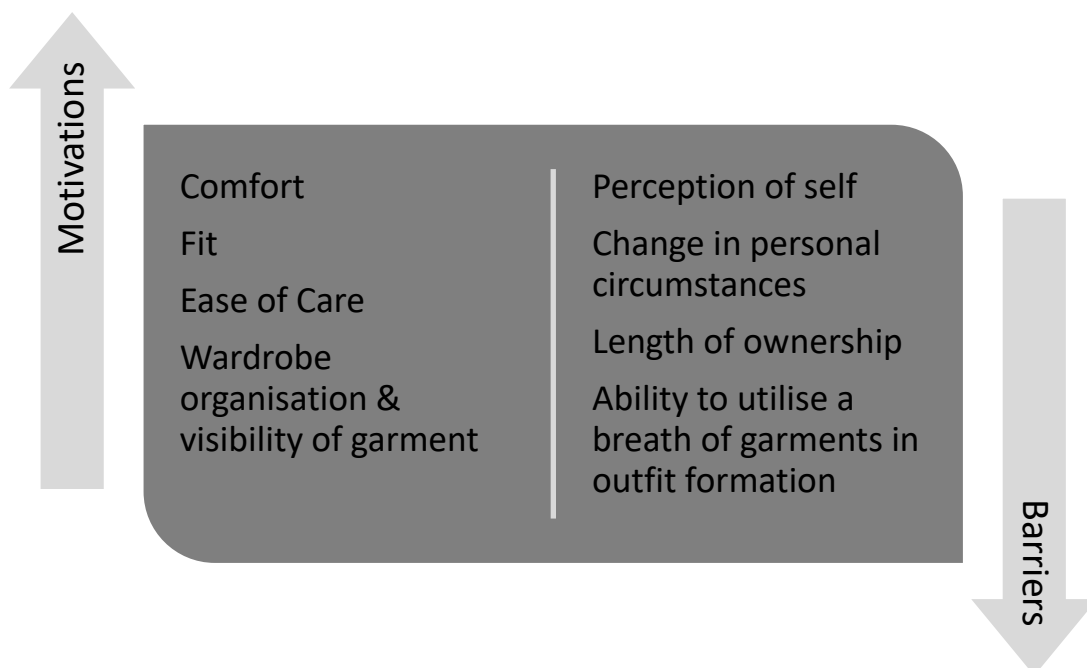 Motivations
Comfort
Fit
Ease of Care
Wardrobe
organisation &
visibility of garment
Perception of self
Change in personal
circumstances
Length of ownership
Ability to utilise a
breath of garments in
outfit formation
Barriers